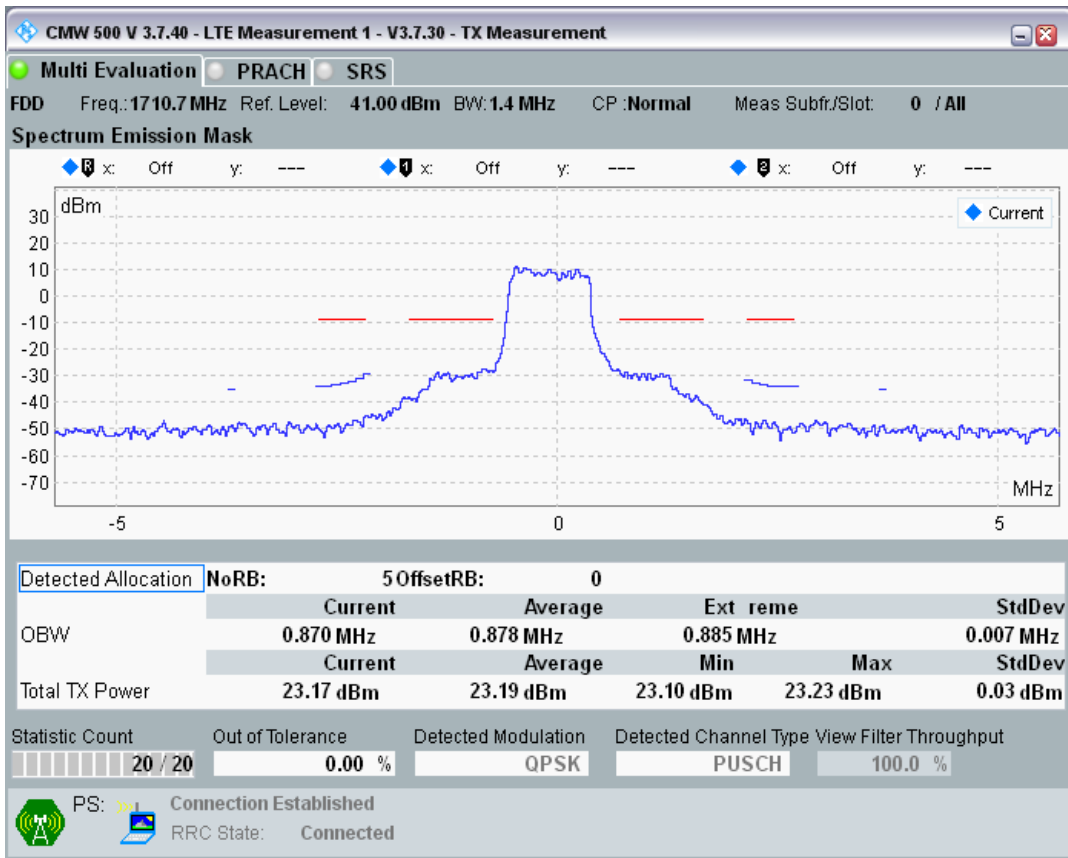 CMW 500 V 3.7.40 - LTE Measurement 1 - V3.7.30 - TX Measurement
Multi Evaluation PRACH SRS
FDD Freq.:1710.7 MHz Ref. Level: 41.00 dBm BW:1.4 MHz CP :Normal Meas Subfr./Slot: 0 / All
Spectrum Emission Mask
R x: Off y: --- 1 x: Off y: --- 2 x: Off y: ---
dBm
Current
30
20
10
0
-10
-20
-30
-40
-50
-60
-70
MHz
-5 0 5
Detected Allocation NoRB: 5 OffsetRB: 0
Current Average Ext reme StdDev
OBW 0.870 MHz 0.878 MHz 0.885 MHz 0.007 MHz
Current Average Min Max StdDev
Total TX Power 23.17 dBm 23.19 dBm 23.10 dBm 23.23 dBm 0.03 dBm
Statistic Count Out of Tolerance Detected Modulation Detected Channel Type View Filter Throughput
20 / 20 0.00 % QPSK PUSCH 100.0 %
PS: Connection Established
RRC State: Connected